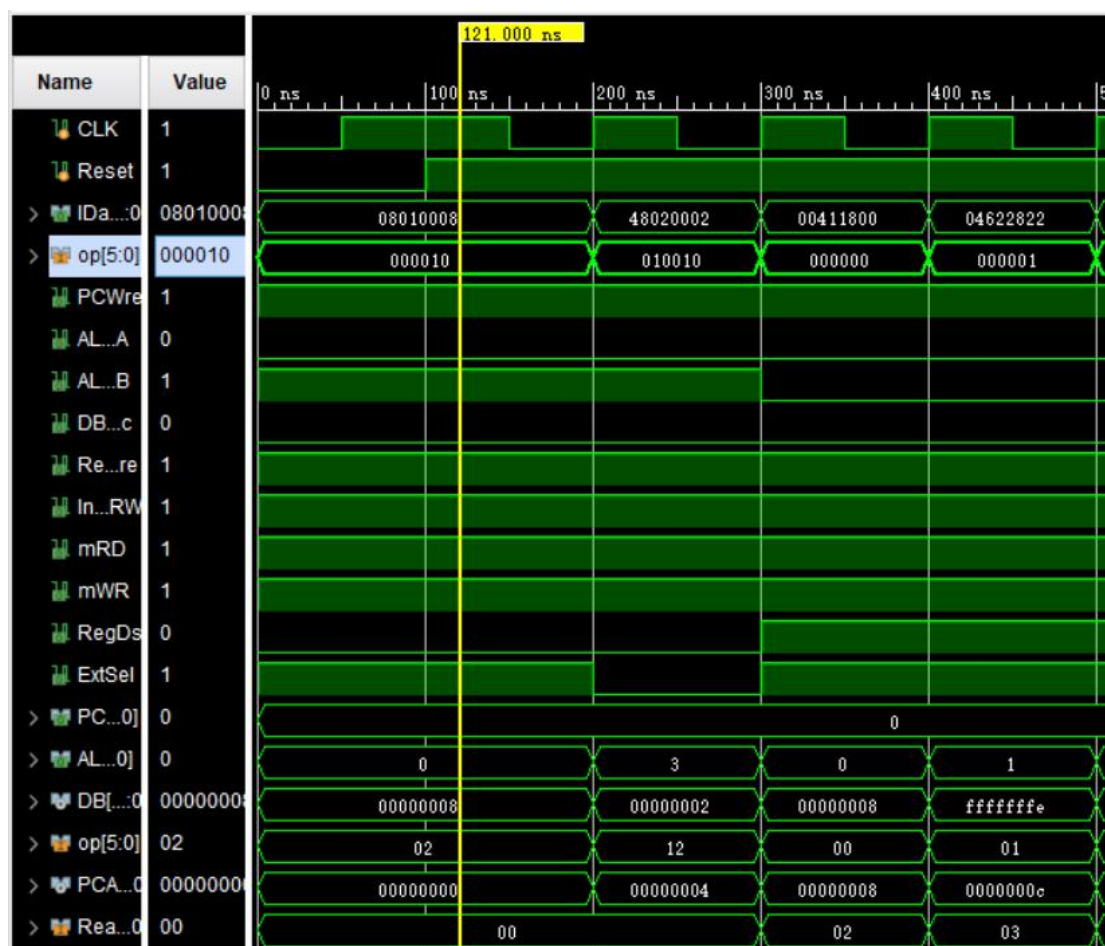 121.000 ns
Name Value
0 ns 100 ns 200 ns 300 ns 400 ns 5
CLK 1
Reset 1
IDa...:0 08010008 08010008 48020002 00411800 04622822
op[5:0] 000010 000010 010010 000000 000001
PCWre 1
AL...A 0
AL...B 1
DB...c 0
Re...re 1
In...RW 1
mRD 1
mWR 1
RegDs 0
ExtSel 1
PC...0] 0 0
AL...0] 0 0 3 0 1
DB[...:0 00000008 00000008 00000002 00000008 fffffffe
op[5:0] 02 02 12 00 01
PCA...0 00000000 00000000 00000004 00000008 0000000c
Rea...0 00 00 02 03